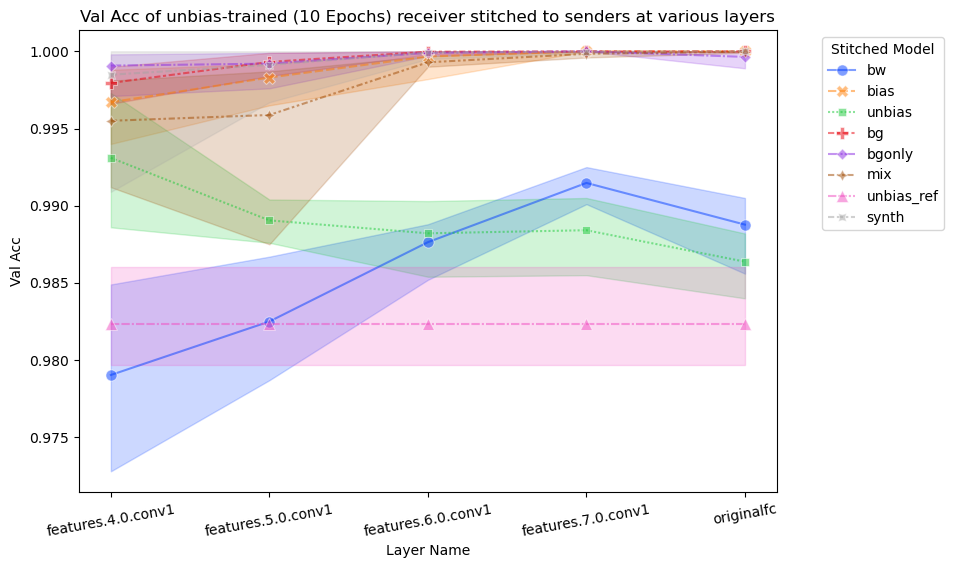 Val Acc of unbias-trained (10 Epochs) receiver stitched to senders at various layers
1.000
0.995
0.990
0.985
0.980
0.975
Val Acc
features.4.0.conv1
features.5.0.conv1
features.6.0.conv1
features.7.0.conv1
originalfc
Layer Name
Stitched Model
bw
bias
unbias
bg
bgonly
mix
unbias_ref
synth